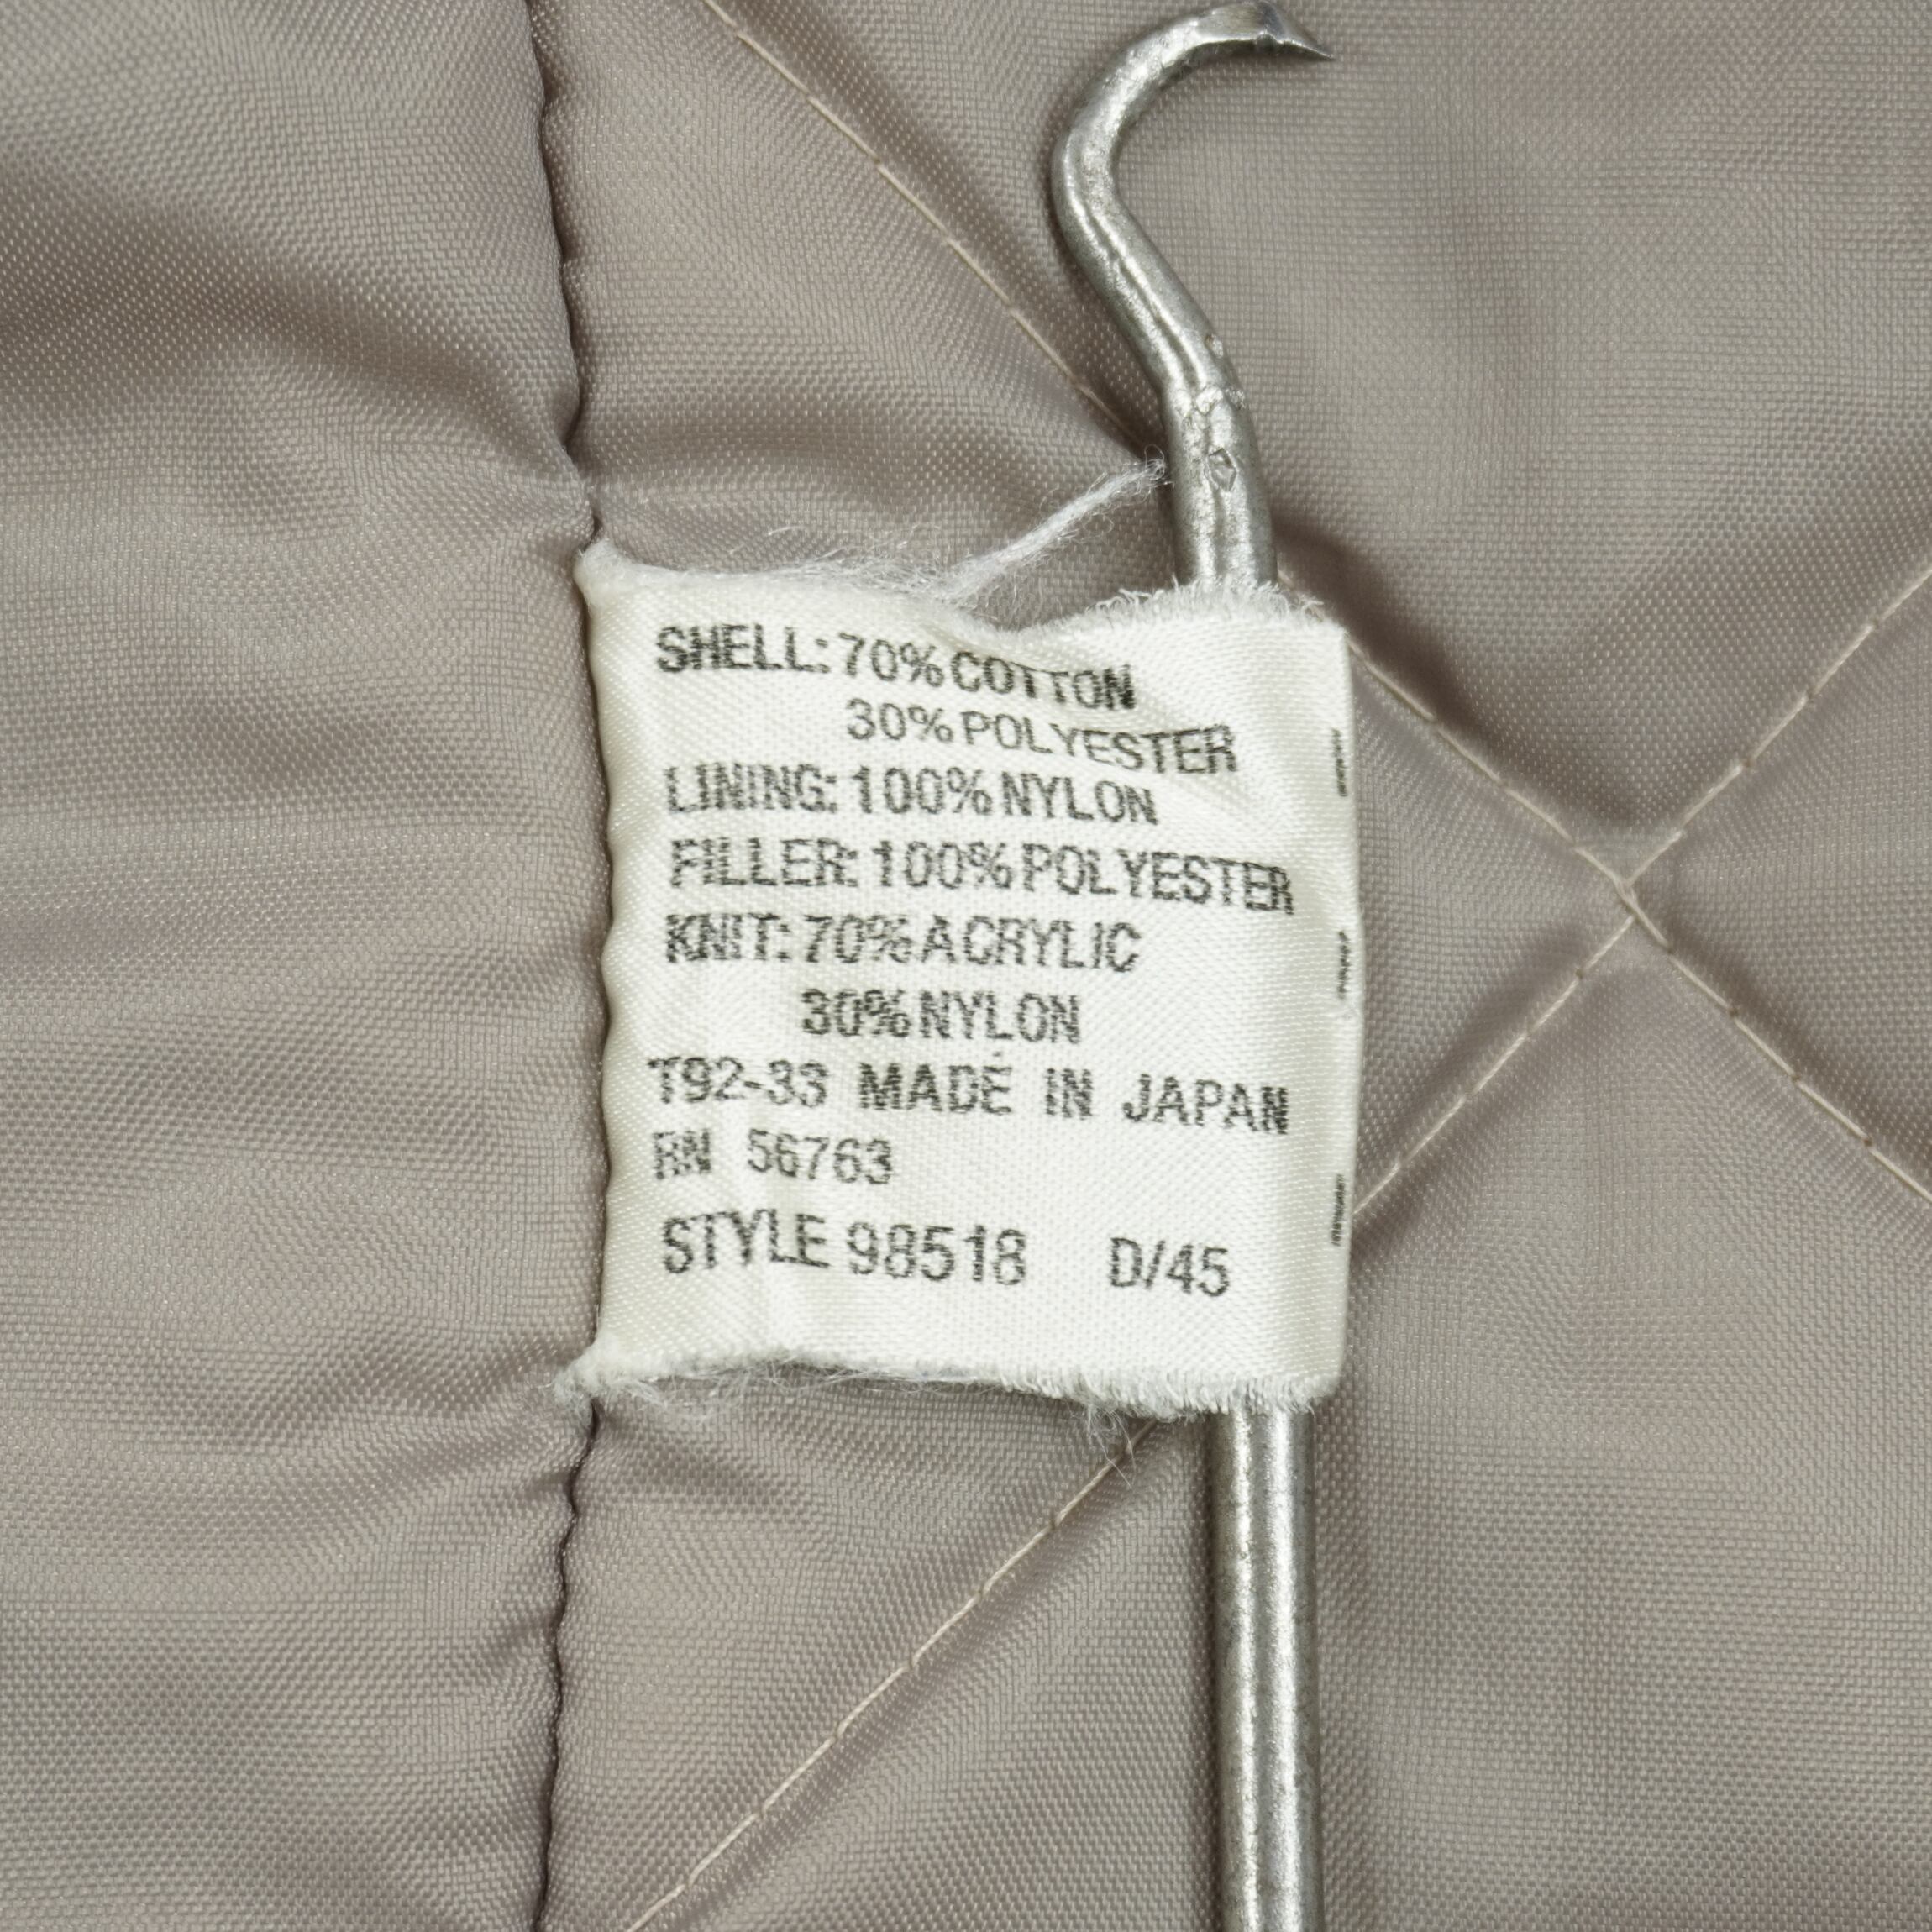 SHELL: 70% COTTON
30% POLYESTER
LINING: 100% NYLON
FILLER: 100% POLYESTER
KNIT: 70% ACRYLIC
30% NYLON
T92-33 MADE IN JAPAN
RN 56763
STYLE 98518 D/45